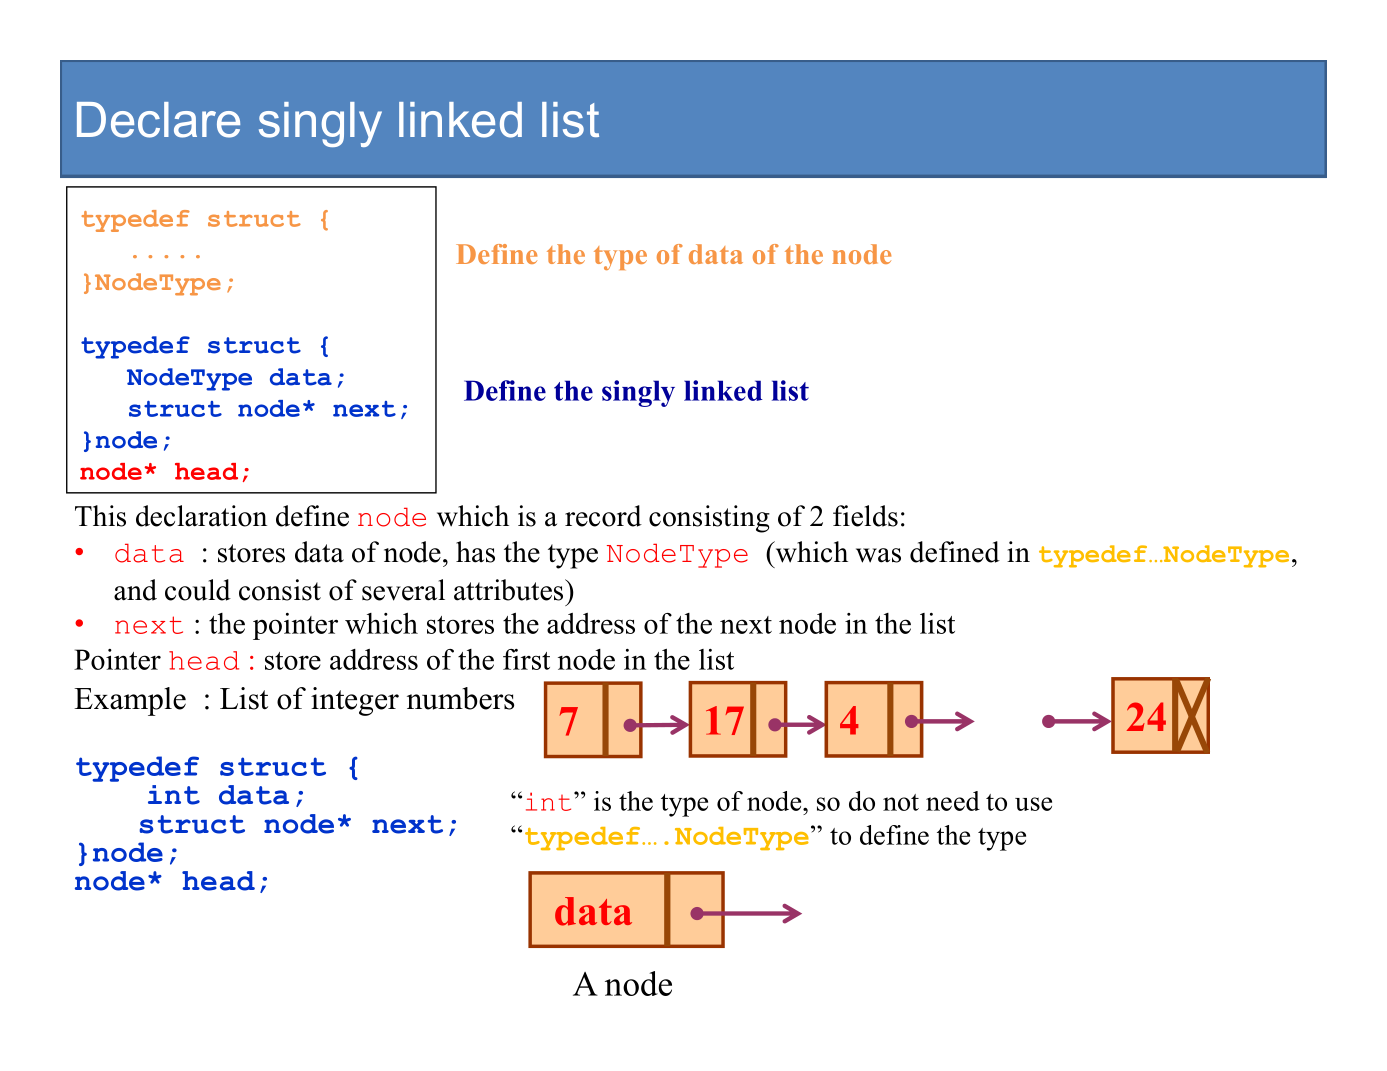 Declare singly linked list
typedef struct {
.....
}NodeType;
Define the type of data of the node
typedef struct {
NodeType data;
struct node* next;
}node;
node* head;
Define the singly linked list
This declaration define node which is a record consisting of 2 fields:
• data : stores data of node, has the type NodeType (which was defined in typedef…NodeType,
and could consist of several attributes)
• next : the pointer which stores the address of the next node in the list
Pointer head : store address of the first node in the list
Example : List of integer numbers
7 17 4 24
typedef struct {
int data;
struct node* next;
}node;
node* head;
“int” is the type of node, so do not need to use
“typedef….NodeType” to define the type
data
A node